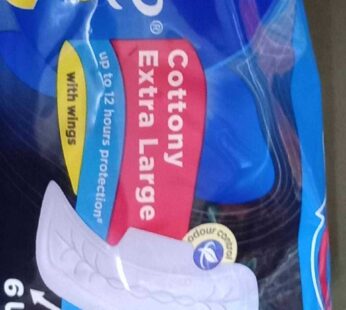 Cottony
Extra Large
up to 12 hours protection*
with wings
odour control